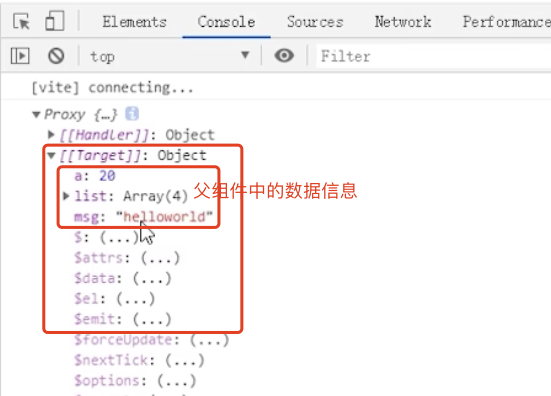 Elements Console Sources Network Performance
top Filter
[vite] connecting...
Proxy {…} i
[[Handler]]: Object
[[Target]]: Object
a: 20
list: Array(4) 父组件中的数据信息
msg: "helloworld"
$: (...)
$attrs: (...)
$data: (...)
$el: (...)
$emit: (...)
$forceUpdate: (...)
$nextTick: (...)
$options: (...)